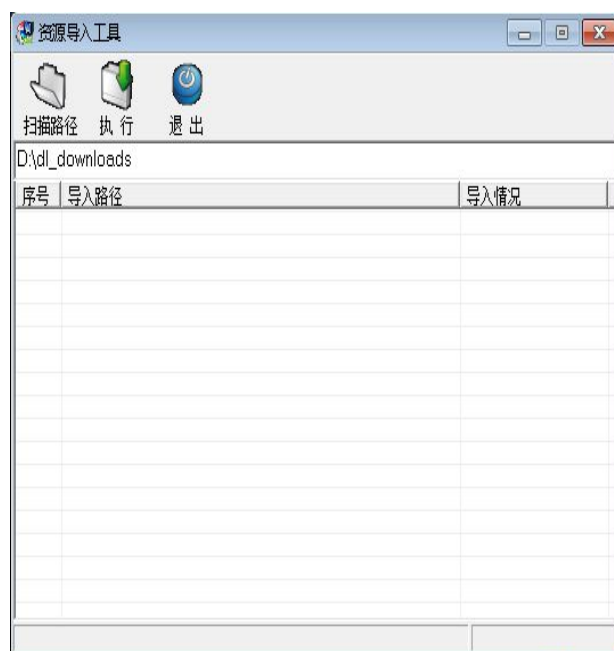 资源导入工具
扫描路径 执 行 退 出
D:\dl_downloads
序号 导入路径 导入情况